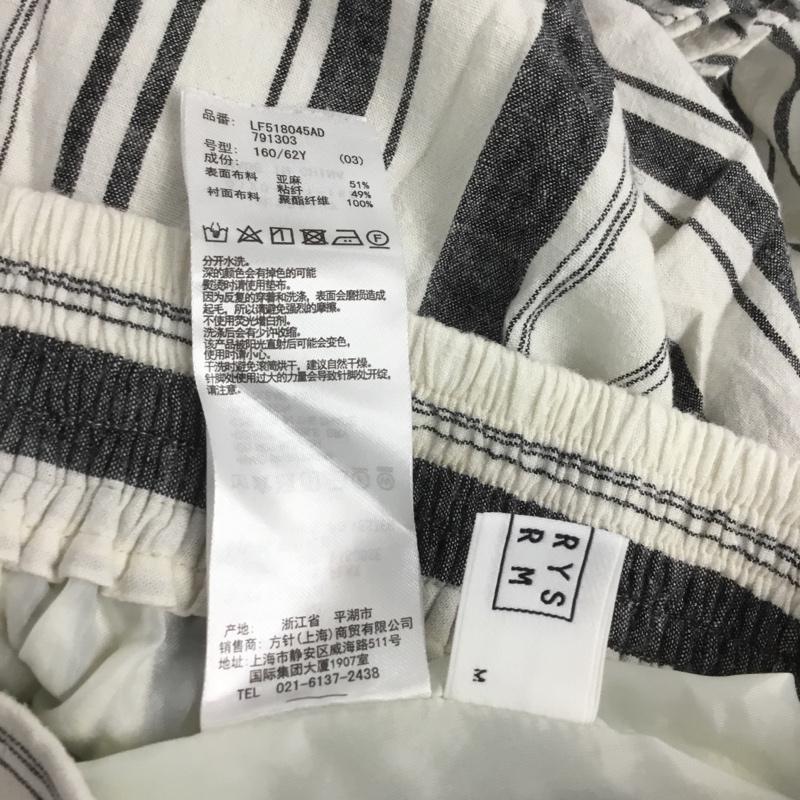 品番: LF518045AD
791303
号型: 160/62Y (03)
成份:
表面布料 亚麻 51%
粘纤 49%
衬面布料 聚酯纤维 100%
分开水洗。
深的颜色会有掉色的可能
熨烫时请使用垫布。
因为反复的穿着和洗涤，表面会磨损造成
起毛，所以请避免强烈的摩擦。
不使用荧光增白剂。
洗涤后会有少许收缩。
该产品被阳光直射后可能会变色，
使用时请小心。
干洗时避免滚筒烘干，建议自然干燥。
针脚处使用过大的力量会导致针脚处开绽，
请注意。
产地: 浙江省 平湖市
销售商: 方针(上海)商贸有限公司
地址:上海市静安区威海路511号
国际集团大厦1907室
TEL 021-6137-2438
RYS
RM
M